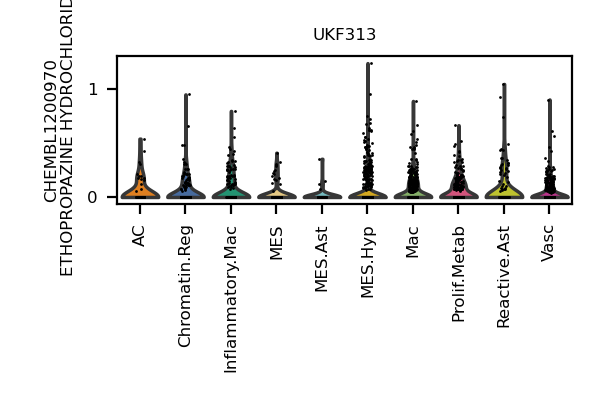 UKF313
CHEMBL1200970
ETHOPROPAZINE HYDROCHLORID
1
0
AC
Chromatin.Reg
Inflammatory.Mac
MES
MES.Ast
MES.Hyp
Mac
Prolif.Metab
Reactive.Ast
Vasc